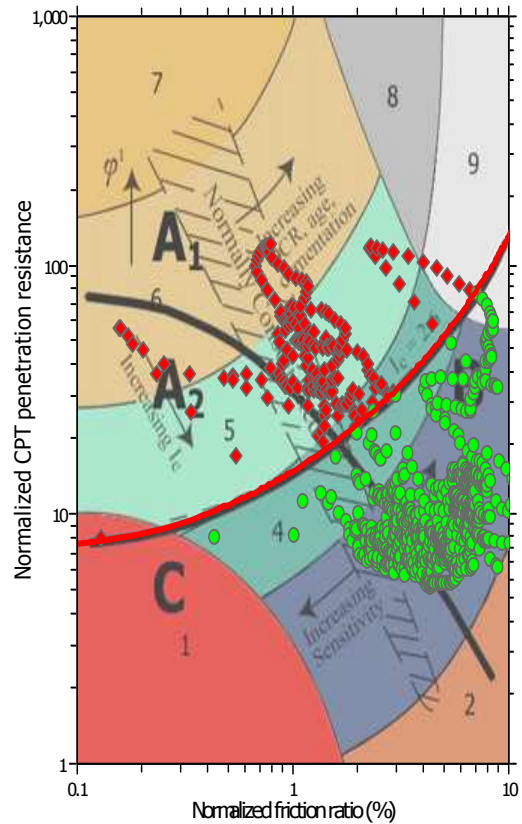 1,000
7
8
9
φ'
Increasing
OCR, age,
cementation
Normally Con
A1
100
6
Ic = 2.6
A2
Increasing Ic
5
B
10
4
C
1
Increasing
Sensitivity
2
1
0.1
1
10
Normalized friction ratio (%)
Normalized CPT penetration resistance